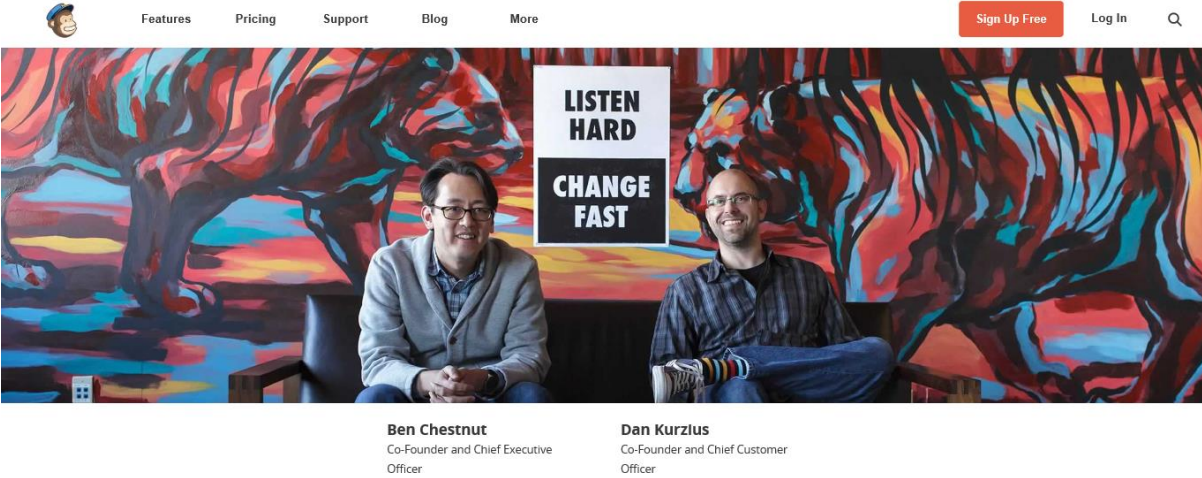 Features Pricing Support Blog More Sign Up Free Log In
LISTEN
HARD
CHANGE
FAST
Ben Chestnut
Co-Founder and Chief Executive
Officer
Dan Kurzius
Co-Founder and Chief Customer
Officer